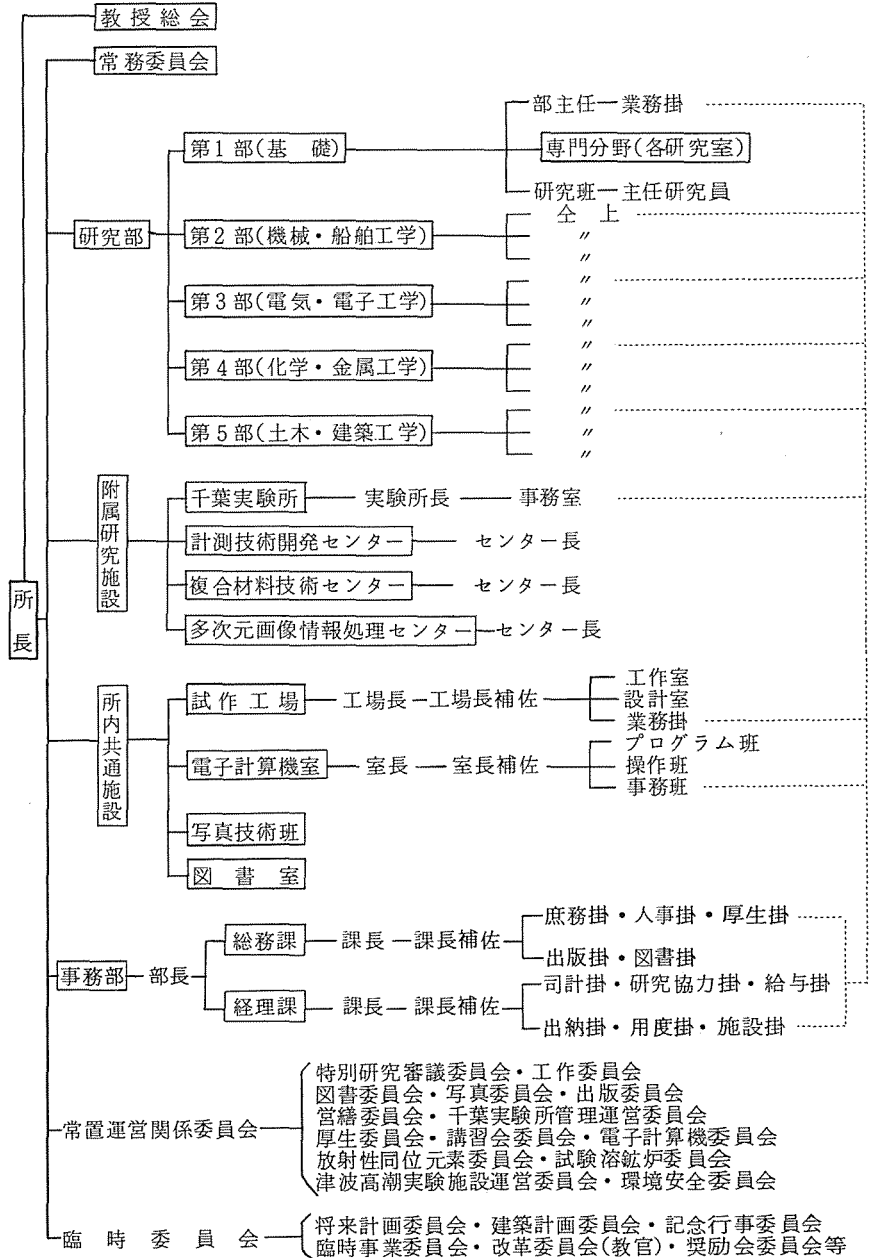 教授総会
常務委員会
部主任 業務掛
第1部(基 礎)
専門分野(各研究室)
研究班 主任研究員
仝 上
研究部 第2部(機械・船舶工学) 〃
〃
〃
第3部(電気・電子工学) 〃
〃
〃
第4部(化学・金属工学) 〃
〃
〃
第5部(土木・建築工学) 〃
〃
附属研究施設
千葉実験所 実験所長 事務室
計測技術開発センター センター長
複合材料技術センター センター長
多次元画像情報処理センター センター長
所長
所内共通施設
工作室
試作工場 工場長 工場長補佐 設計室
業務掛
プログラム班
電子計算機室 室長 室長補佐 操作班
事務班
写真技術班
図書室
庶務掛・人事掛・厚生掛
総務課 課長 課長補佐
出版掛・図書掛
事務部 部長
司計掛・研究協力掛・給与掛
経理課 課長 課長補佐
出納掛・用度掛・施設掛
特別研究審議委員会・工作委員会
図書委員会・写真委員会・出版委員会
営繕委員会・千葉実験所管理運営委員会
常置運営関係委員会 厚生委員会・講習会委員会・電子計算機委員会
放射性同位元素委員会・試験溶鉱炉委員会
津波高潮実験施設運営委員会・環境安全委員会
臨時委員会 将来計画委員会・建築計画委員会・記念行事委員会
臨時事業委員会・改革委員会(教官)・奨励会委員会等